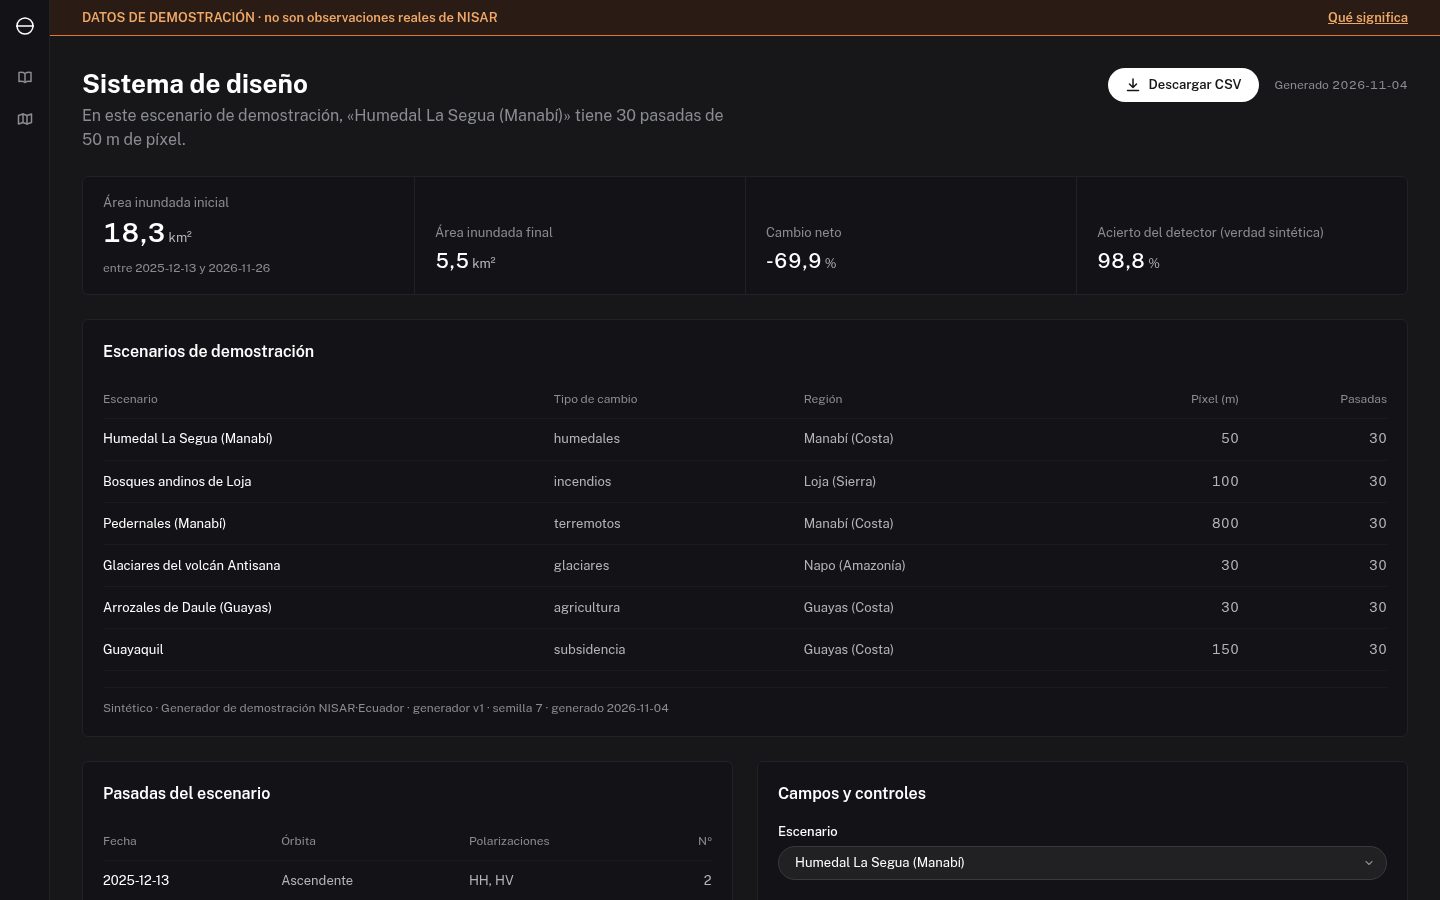 DATOS DE DEMOSTRACIÓN · no son observaciones reales de NISAR
Qué significa
Sistema de diseño
Descargar CSV
Generado 2026-11-04
En este escenario de demostración, «Humedal La Segua (Manabí)» tiene 30 pasadas de
50 m de píxel.
Área inundada inicial
18,3 km²
entre 2025-12-13 y 2026-11-26
Área inundada final
5,5 km²
Cambio neto
-69,9 %
Acierto del detector (verdad sintética)
98,8 %
Escenarios de demostración
Escenario Tipo de cambio Región Píxel (m) Pasadas
Humedal La Segua (Manabí) humedales Manabí (Costa) 50 30
Bosques andinos de Loja incendios Loja (Sierra) 100 30
Pedernales (Manabí) terremotos Manabí (Costa) 800 30
Glaciares del volcán Antisana glaciares Napo (Amazonía) 30 30
Arrozales de Daule (Guayas) agricultura Guayas (Costa) 30 30
Guayaquil subsidencia Guayas (Costa) 150 30
Sintético · Generador de demostración NISAR·Ecuador · generador v1 · semilla 7 · generado 2026-11-04
Pasadas del escenario
Fecha Órbita Polarizaciones Nº
2025-12-13 Ascendente HH, HV 2
Campos y controles
Escenario
Humedal La Segua (Manabí)